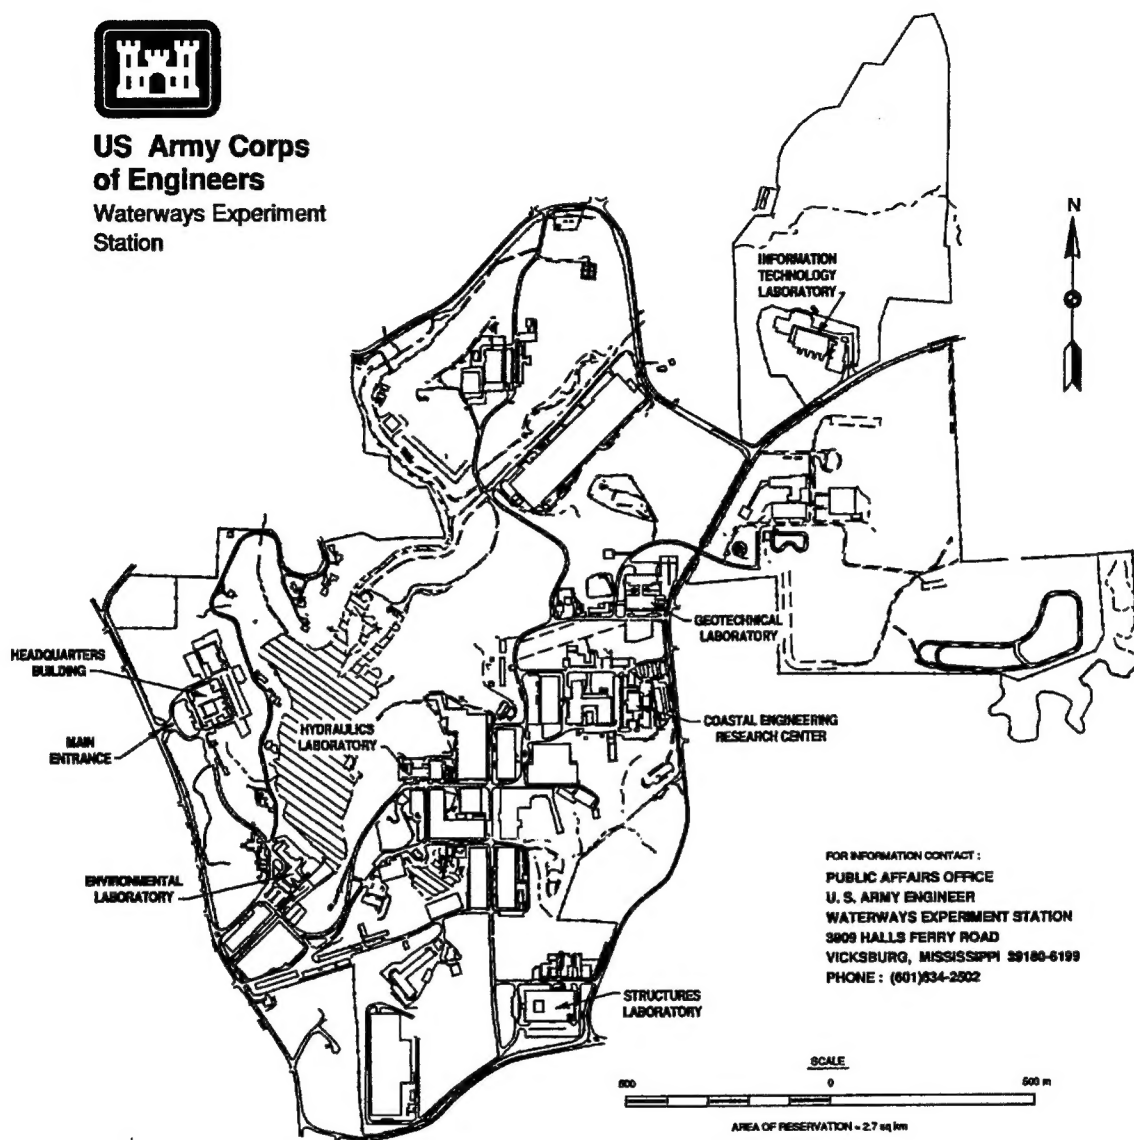 US Army Corps
of Engineers
Waterways Experiment
Station
N
INFORMATION
TECHNOLOGY
LABORATORY
GEOTECHNICAL
LABORATORY
HEADQUARTERS
BUILDING
MAIN
ENTRANCE
HYDRAULICS
LABORATORY
COASTAL ENGINEERING
RESEARCH CENTER
ENVIRONMENTAL
LABORATORY
STRUCTURES
LABORATORY
FOR INFORMATION CONTACT :
PUBLIC AFFAIRS OFFICE
U. S. ARMY ENGINEER
WATERWAYS EXPERIMENT STATION
3909 HALLS FERRY ROAD
VICKSBURG, MISSISSIPPI 39180-6199
PHONE : (601)634-2502
SCALE
500 0 500 m
AREA OF RESERVATION = 2.7 sq km